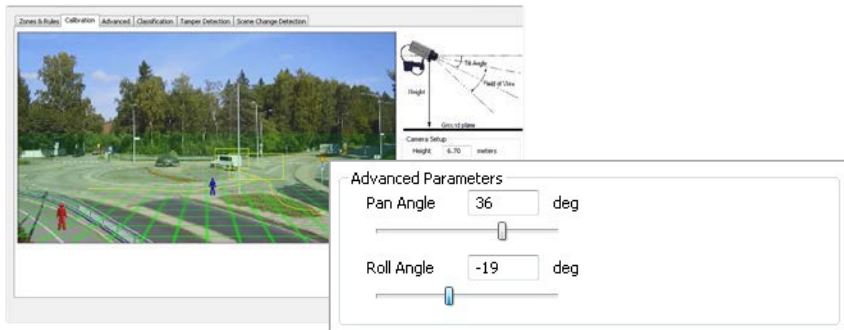 Zones & Rules Calibration Advanced Classification Tamper Detection Scene Change Detection
Tilt Angle
Field of View
Height
Ground plane
Camera Setup
Height 6.70 meters
Advanced Parameters
Pan Angle 36 deg
Roll Angle -19 deg